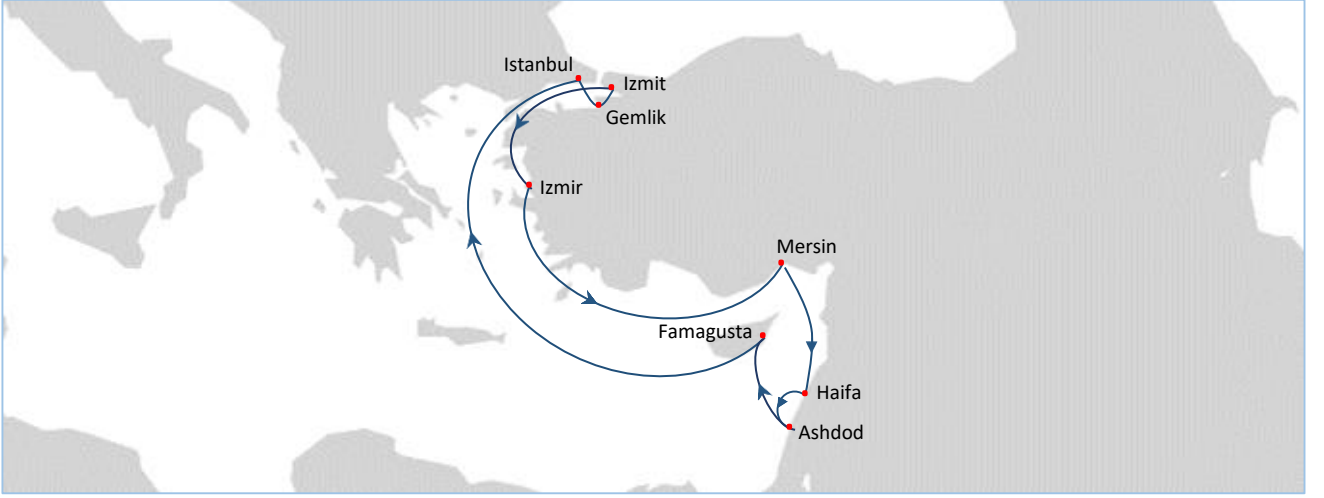 Istanbul
Izmit
Gemlik
Izmir
Mersin
Famagusta
Haifa
Ashdod